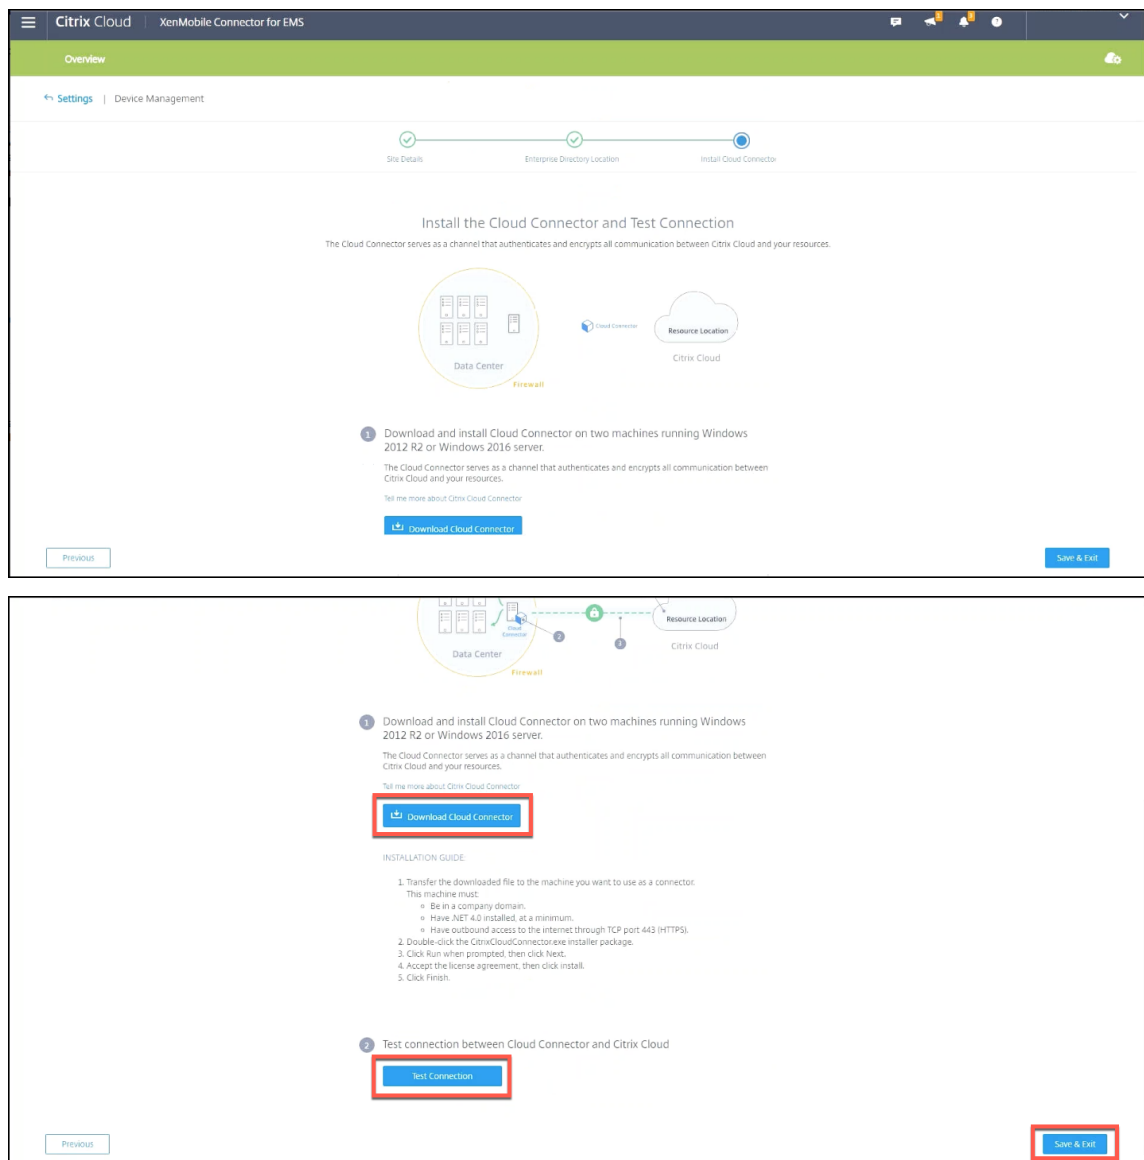 Citrix Cloud XenMobile Connector for EMS
Overview
Settings | Device Management
Site Details Enterprise Directory Location Install Cloud Connector
Install the Cloud Connector and Test Connection
The Cloud Connector serves as a channel that authenticates and encrypts all communication between Citrix Cloud and your resources.
Cloud Connector
Resource Location
Data Center
Citrix Cloud
Firewall
1 Download and install Cloud Connector on two machines running Windows
2012 R2 or Windows 2016 server.
The Cloud Connector serves as a channel that authenticates and encrypts all communication between
Citrix Cloud and your resources.
Tell me more about Citrix Cloud Connector
Download Cloud Connector
Previous Save & Exit
Resource Location
Cloud
Connector
2
3
Data Center
Citrix Cloud
Firewall
1 Download and install Cloud Connector on two machines running Windows
2012 R2 or Windows 2016 server.
The Cloud Connector serves as a channel that authenticates and encrypts all communication between
Citrix Cloud and your resources.
Tell me more about Citrix Cloud Connector
Download Cloud Connector
INSTALLATION GUIDE:
1. Transfer the downloaded file to the machine you want to use as a connector.
This machine must:
Be in a company domain.
Have .NET 4.0 installed, at a minimum.
Have outbound access to the internet through TCP port 443 (HTTPS).
2. Double-click the CitrixCloudConnector.exe installer package.
3. Click Run when prompted, then click Next.
4. Accept the license agreement, then click install.
5. Click Finish.
2 Test connection between Cloud Connector and Citrix Cloud
Test Connection
Previous Save & Exit